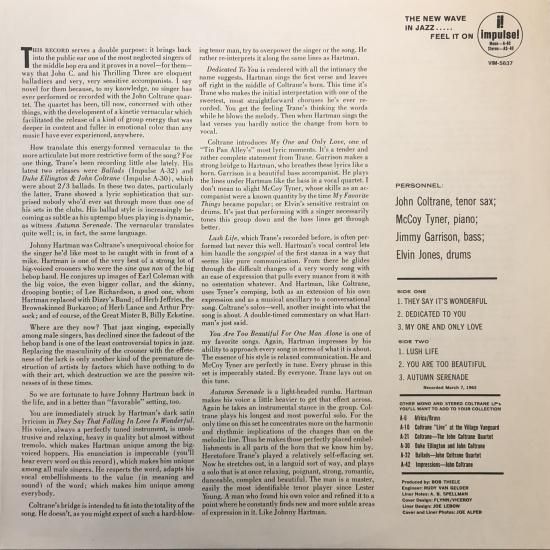 THE NEW WAVE
IN JAZZ.....
FEEL IT ON
impulse!
Mono—A-40
Stereo—AS-40
VIM-5637
THIS RECORD serves a double purpose: it brings back
into the public ear one of the most neglected singers of
the middle bop era and it proves in a novel—for them—
way that John C. and his Thrilling Three are eloquent
balladiers and very, very sensitive accompanists. I say
novel for them because, to my knowledge, no singer has
ever performed or recorded with the John Coltrane quar-
tet. The quartet has been, till now, concerned with other
things, with the development of a kinetic vernacular which
facilitated the release of a kind of group energy that was
deeper in content and fuller in emotional color than any
music I have ever experienced, anywhere.
How translate this energy-formed vernacular to the
more articulate but more restrictive form of the song? For
one thing, Trane's been recording little else lately. His
latest two releases were Ballads (Impulse A-32) and
Duke Ellington & John Coltrane (Impulse A-30), which
were about 2/3 ballads. In these two dates, particularly
the latter, Trane showed a lyric sophistication that sur-
prised nobody who'd ever sat through more than one of
his sets in the clubs. His ballad style is increasingly be-
coming as subtle as his uptempo blues playing is dynamic,
as witness Autumn Serenade. The vernacular translates
quite well; is, in fact, the same language.
Johnny Hartman was Coltrane's unequivocal choice for
the singer he'd like most to be caught with in front of a
mike. Hartman is one of the very best of a strong lot of
big-voiced crooners who were the sine qua non of the big
bebop band. He conjures up images of Earl Coleman with
the big voice, the even bigger collar, and the skinny,
drooping bowtie; of Lee Richardson, a good one, whom
Hartman replaced with Dizzy's Band; of Herb Jeffries, the
Brownskinned Buckaroo; of Herb Lance and Arthur Pry-
sock; and of course, of the Great Mister B, Billy Eckstine.
Where are they now? That jazz singing, especially
among male singers, has declined since the fadeout of the
bebop band is one of the least controversial topics in jazz.
Replacing the masculinity of the crooner with the effete-
ness of the lark is only another kind of the premature de-
struction of artists by factors which have nothing to do
with their art, which destruction we are the passive wit-
nesses of in these times.
So we are fortunate to have Johnny Hartman back in
the life, and in a better than "favorable" setting, too.
You are immediately struck by Hartman's dark satin
lyricism in They Say That Falling In Love Is Wonderful.
His voice, always a perfectly tuned instrument, is unob-
trusive and relaxing, heavy in quality but almost without
tremolo, which makes Hartman unique among the big-
voiced boppers. His enunciation is impeccable (you'll
hear every word on this record), which makes him unique
among all male singers. He respects the word, adapts his
vocal embellishments to the value (in meaning and
sound) of the word; which makes him unique among
everybody.
Coltrane's bridge is intended to fit into the totality of the
song. He doesn't, as you might expect of such a hard-blow-
ing tenor man, try to overpower the singer or the song. He
rather re-interprets it along the same lines as Hartman.
Dedicated To You is rendered with all the intimacy the
name suggests. Hartman sings the first verse and leaves
off right in the middle of Coltrane's horn. This time it's
Trane who makes the initial interpretation with one of the
sweetest, most straightforward choruses he's ever re-
corded. You get the feeling Trane's thinking the words
while he blows the melody. Then when Hartman sings the
last verses you hardly notice the change from horn to
vocal.
Coltrane introduces My One and Only Love, one of
"Tin Pan Alley's" most lyric moments. It's a tender and
rather complete statement from Trane. Garrison makes a
strong bridge to Hartman, who breathes these lyrics like a
horn. Garrison is a beautiful bass accompanist. He plays
the lines under Hartman like the bass in a vocal quartet. I
don't mean to slight McCoy Tyner, whose skills as an ac-
companist were a known quantity by the time My Favorite
Things became popular; or Elvin's sensitive restraint on
drums. It's just that performing with a singer necessarily
tunes this group down and the bass lines get through
better.
Lush Life, which Trane's recorded before, is often per-
formed but never this well. Hartman's vocal control lets
him handle the songspiel of the first stanza in a way that
seems like pure communication. From there he glides
through the difficult changes of a very wordy song with
an ease of expression that pulls every nuance from it with
no ostentation whatever. And Hartman, like Coltrane,
uses Tyner's comping, both as an extension of his own
expression and as a musical ancillary to a conversational
song. Coltrane's solos—well, another insight into what the
song is about. A double-timed commentary on what Hart-
man's just said.
You Are Too Beautiful For One Man Alone is one of
my favorite songs. Again, Hartman impresses by his
ability to approach every song in terms of what it is about.
The essence of his style is relaxed communication. He and
McCoy Tyner are perfectly in tune. Every phrase in this
set is impeccably stated. By everyone. Trane lays out on
this tune.
Autumn Serenade is a light-headed rumba. Hartman
makes his voice a little heavier to get that effect across.
Again he takes an instrumental stance in the group. Col-
trane plays his longest and most powerful solo. For the
only time on this set he concentrates more on the harmonic
and rhythmic implications of the changes than on the
melodic line. Thus he makes those perfectly placed embel-
lishments in all parts of the horn that we know him by.
Heretofore Trane's played a relatively self-effacing set.
Now he stretches out, in a languid sort of way, and plays
a solo that is at once relaxing, poignant, strong, romantic,
danceable, complex and beautiful. The man is a master,
easily the most identifiable tenor player since Lester
Young. A man who found his own voice and refined it to a
point where he constantly finds new and more subtle areas
of expression in it. Like Johnny Hartman.
PERSONNEL:
John Coltrane, tenor sax;
McCoy Tyner, piano;
Jimmy Garrison, bass;
Elvin Jones, drums
SIDE ONE
1. THEY SAY IT'S WONDERFUL
2. DEDICATED TO YOU
3. MY ONE AND ONLY LOVE
SIDE TWO
1. LUSH LIFE
2. YOU ARE TOO BEAUTIFUL
3. AUTUMN SERENADE
Recorded March 7, 1963
OTHER MONO AND STEREO COLTRANE LP's
YOU'LL WANT TO ADD TO YOUR COLLECTION
A-6 Africa/Brass
A-10 Coltrane "Live" at the Village Vanguard
A-21 Coltrane—The John Coltrane Quartet
A-30 Duke Ellington and John Coltrane
A-32 Ballads—John Coltrane Quartet
A-42 Impressions—John Coltrane
Produced by: BOB THIELE
Engineer: RUDY VAN GELDER
Liner Notes: A. B. SPELLMAN
Cover Design: FLYNN/VICEROY
Liner Design: JOE LEBOW
Cover and Liner Photos: JOE ALPER